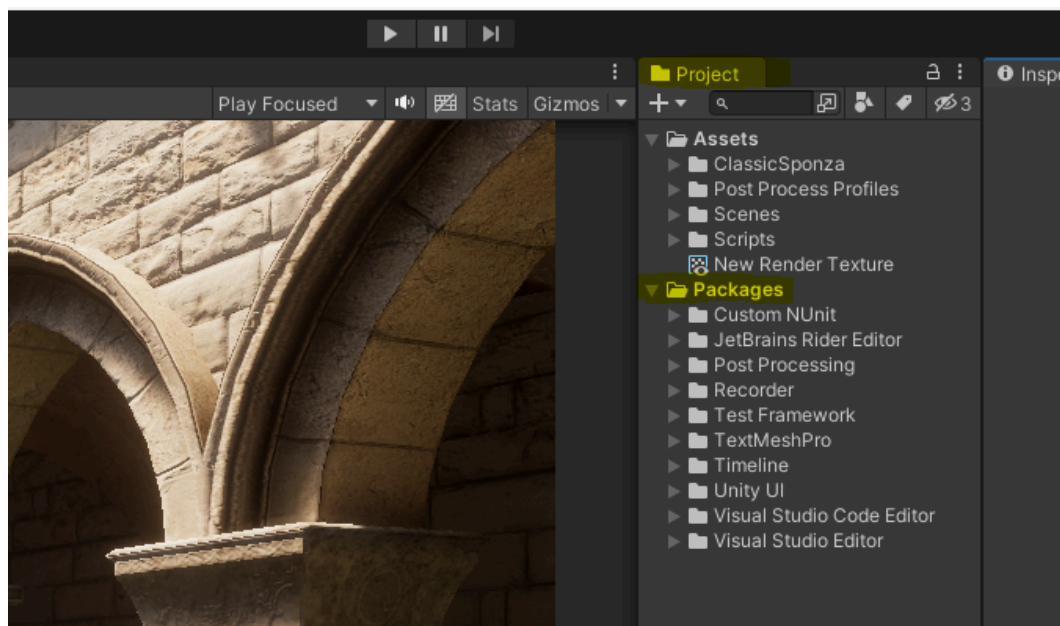 Project
Inspe
Play Focused
Stats
Gizmos
3
Assets
ClassicSponza
Post Process Profiles
Scenes
Scripts
New Render Texture
Packages
Custom NUnit
JetBrains Rider Editor
Post Processing
Recorder
Test Framework
TextMeshPro
Timeline
Unity UI
Visual Studio Code Editor
Visual Studio Editor